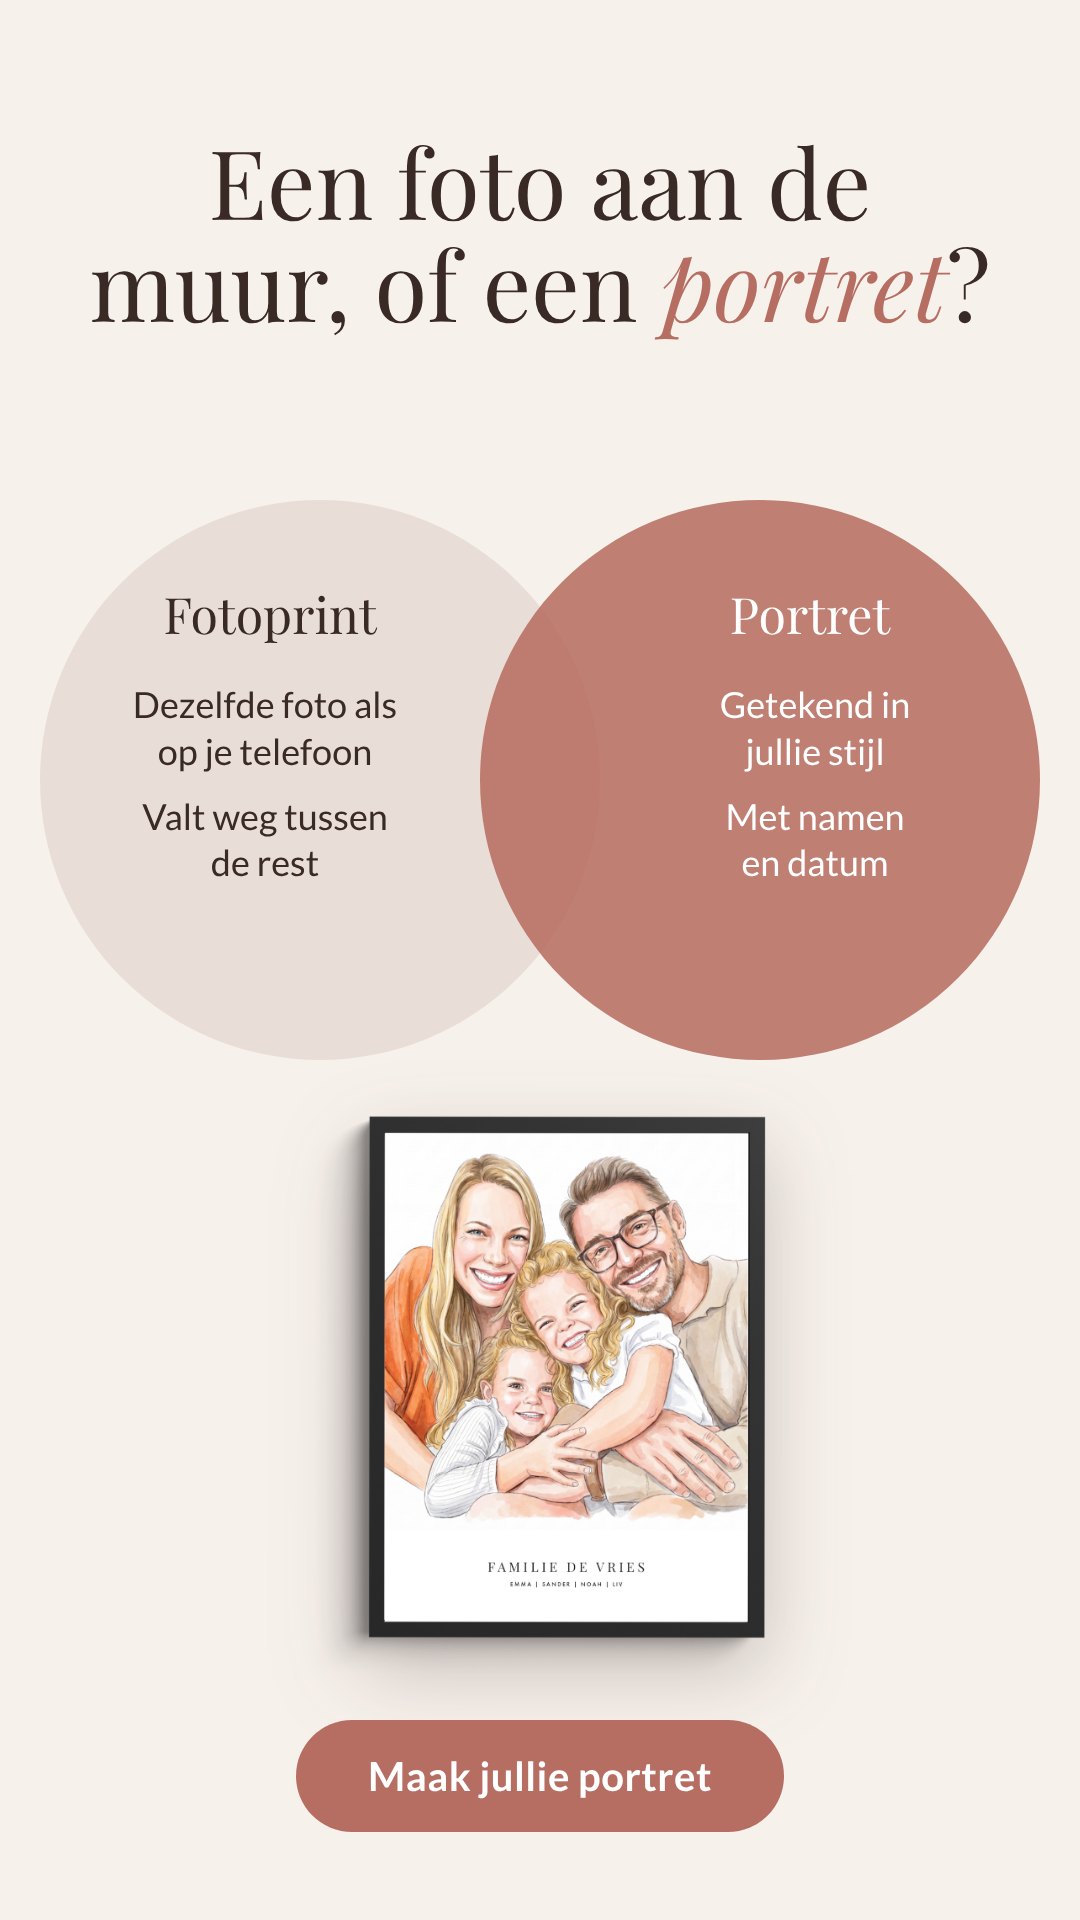 Een foto aan de
muur, of een portret?
Fotoprint
Dezelfde foto als
op je telefoon
Valt weg tussen
de rest
Portret
Getekend in
jullie stijl
Met namen
en datum
FAMILIE DE VRIES
EMMA | SANDER | NOAH | LIV
Maak jullie portret